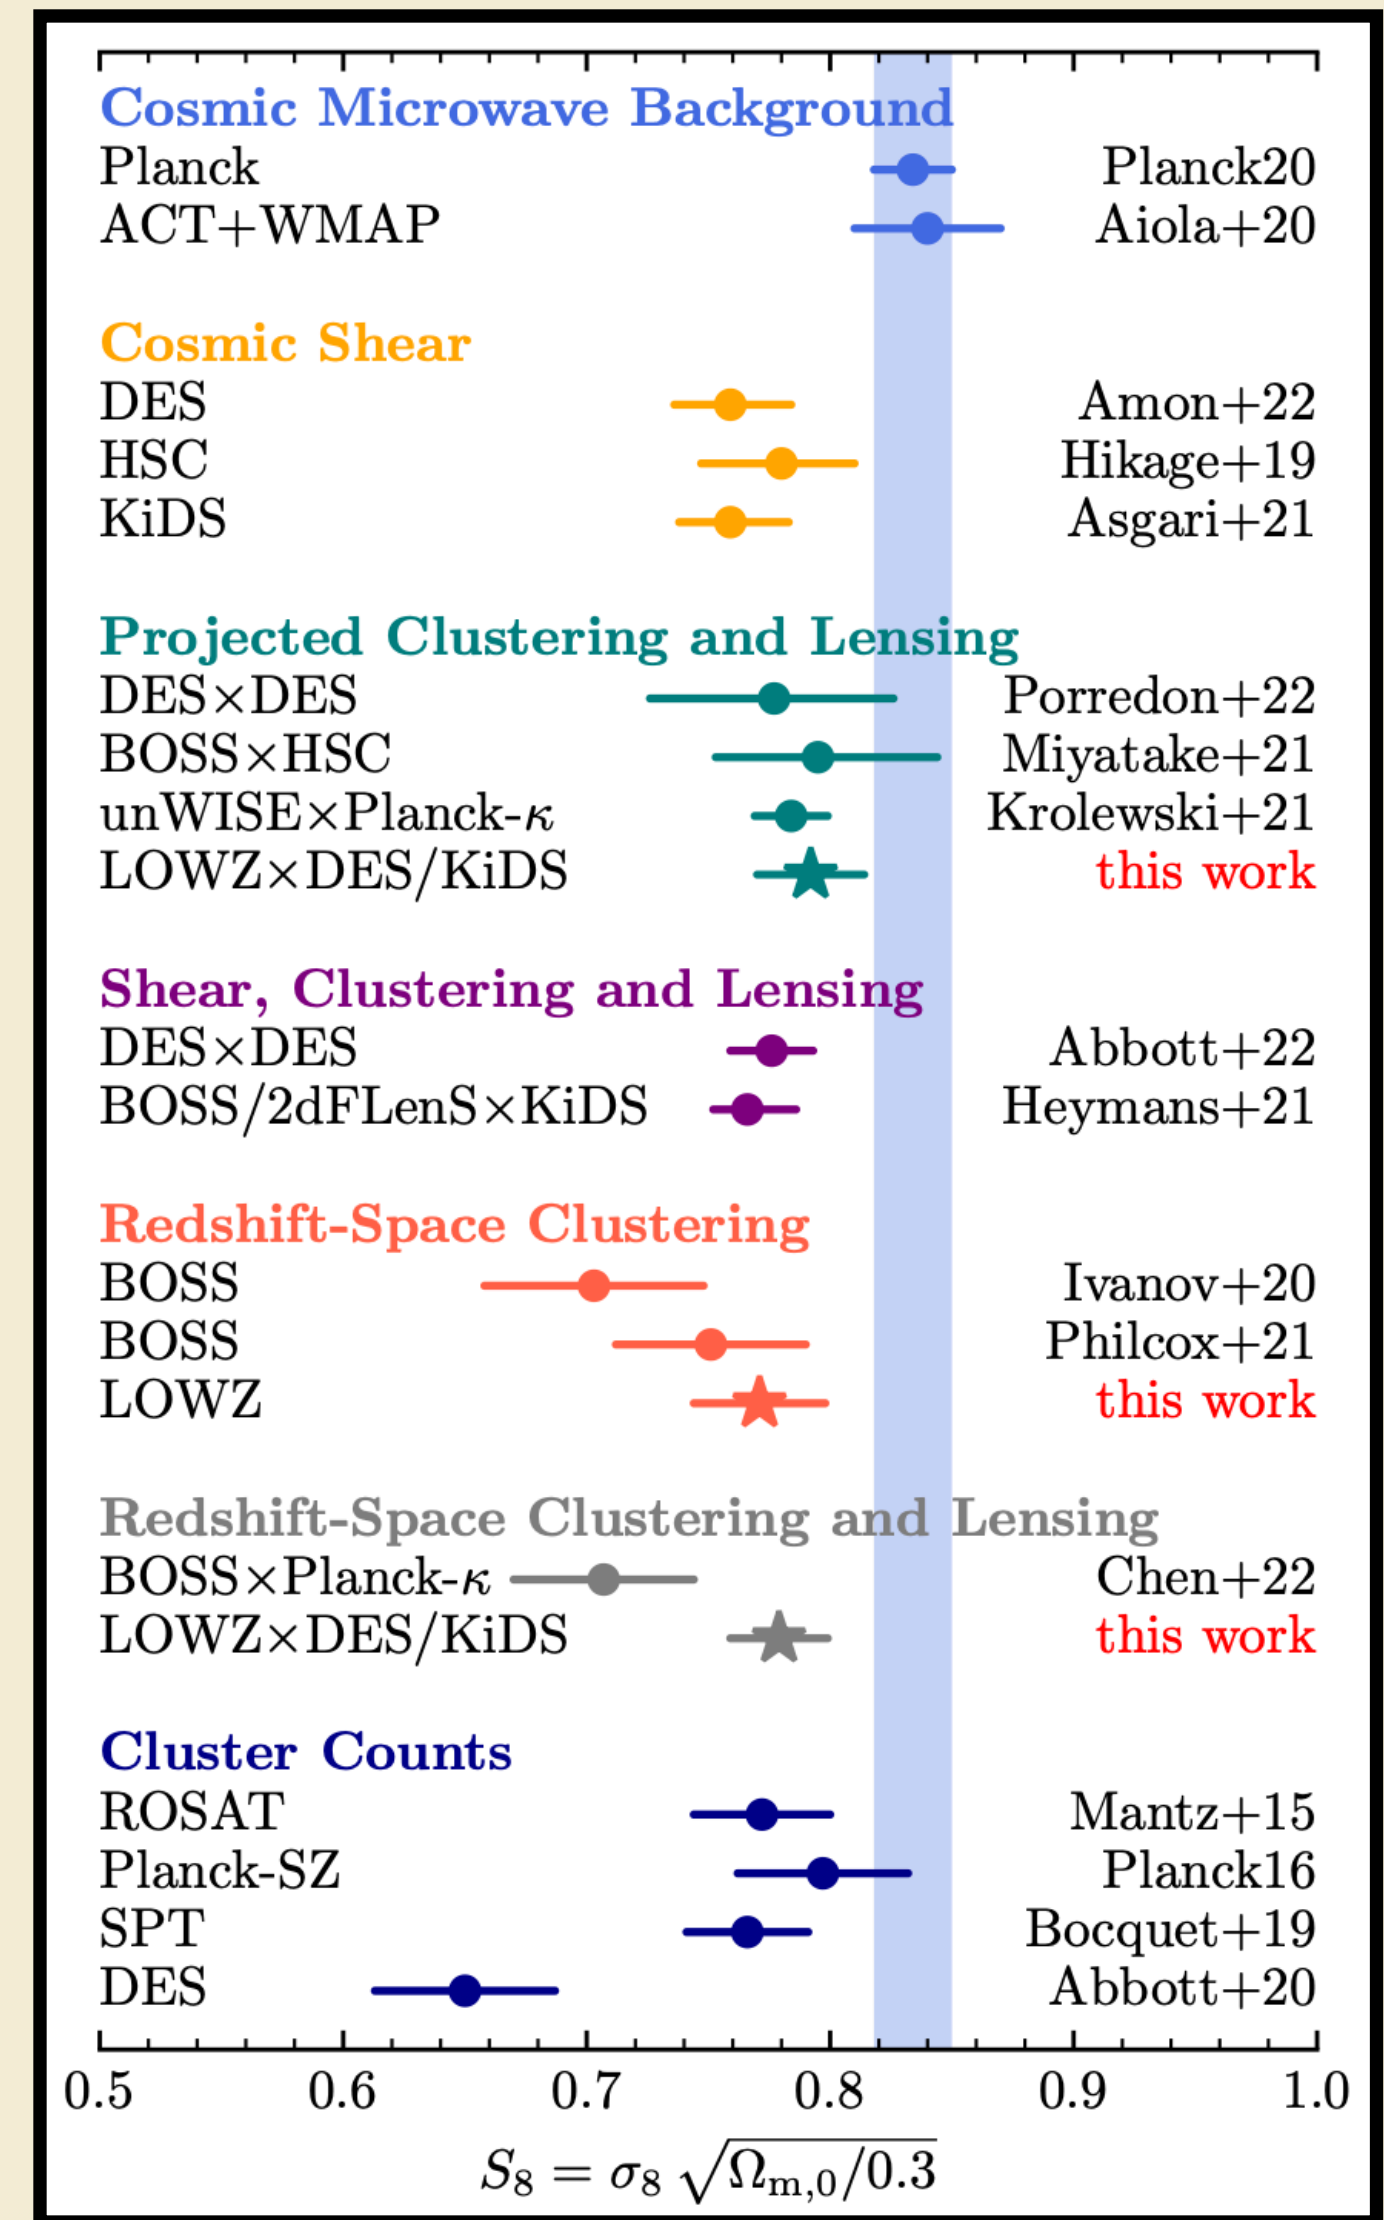 Cosmic Microwave Background
Planck Planck20
ACT+WMAP Aiola+20
Cosmic Shear
DES Amon+22
HSC Hikage+19
KiDS Asgari+21
Projected Clustering and Lensing
DES×DES Porredon+22
BOSS×HSC Miyatake+21
unWISE×Planck-κ Krolewski+21
LOWZ×DES/KiDS this work
Shear, Clustering and Lensing
DES×DES Abbott+22
BOSS/2dFLenS×KiDS Heymans+21
Redshift-Space Clustering
BOSS Ivanov+20
BOSS Philcox+21
LOWZ this work
Redshift-Space Clustering and Lensing
BOSS×Planck-κ Chen+22
LOWZ×DES/KiDS this work
Cluster Counts
ROSAT Mantz+15
Planck-SZ Planck16
SPT Bocquet+19
DES Abbott+20
0.5 0.6 0.7 0.8 0.9 1.0
S₈ = σ₈ √(Ωm,0/0.3)